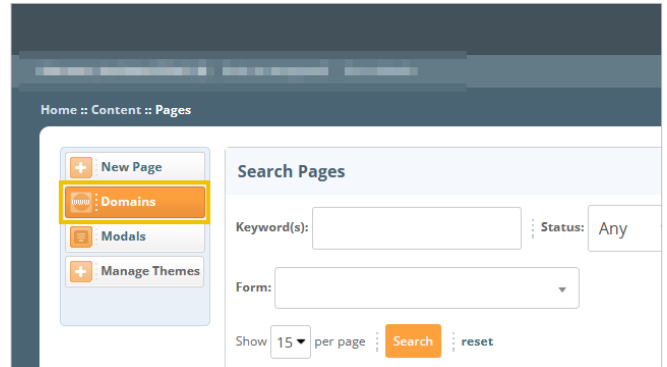 Home :: Content :: Pages
New Page
www Domains
Modals
Manage Themes
Search Pages
Keyword(s):
Status: Any
Form:
Show 15 per page Search reset